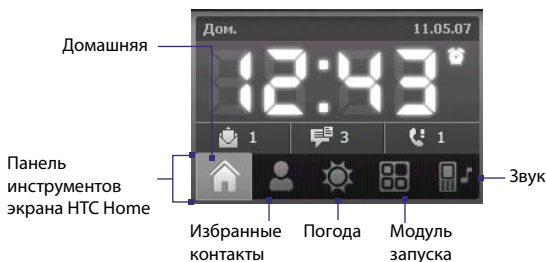 Дом. 11.05.07
Домашняя
12:43
1 3 1
Панель
инструментов
экрана HTC Home
Звук
Избранные
контакты
Погода
Модуль
запуска